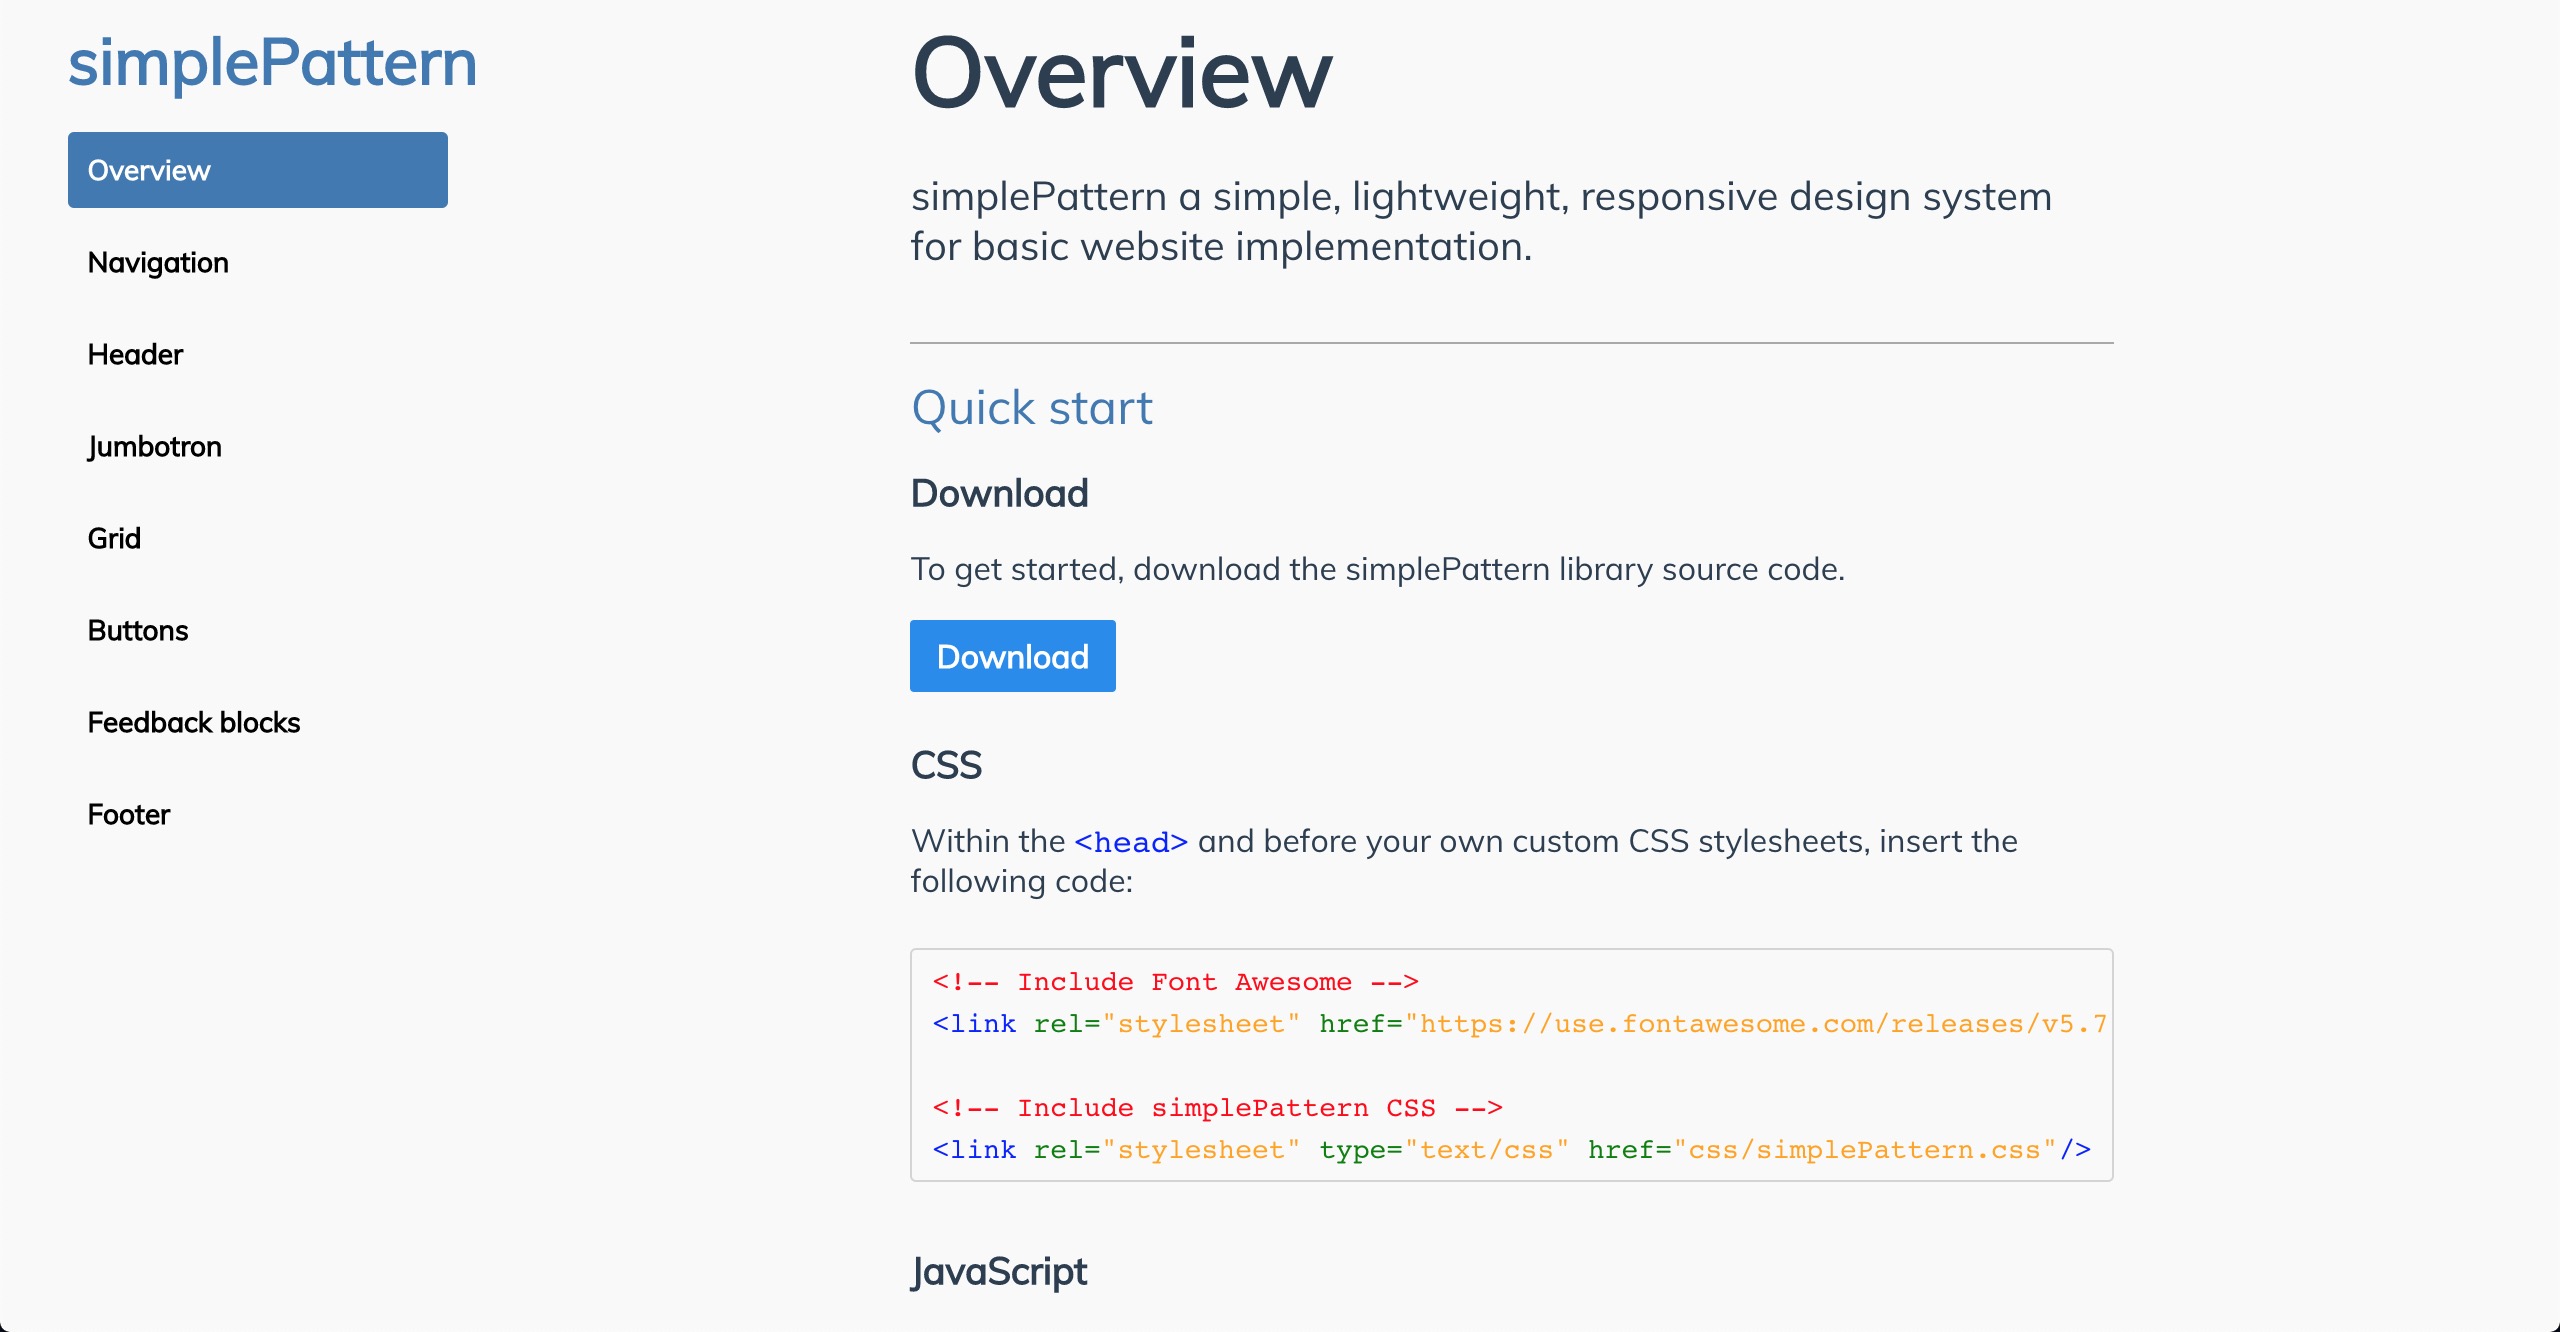 simplePattern
Overview
Navigation
Header
Jumbotron
Grid
Buttons
Feedback blocks
Footer
Overview
simplePattern a simple, lightweight, responsive design system
for basic website implementation.
Quick start
Download
To get started, download the simplePattern library source code.
Download
CSS
Within the <head> and before your own custom CSS stylesheets, insert the
following code:
<!-- Include Font Awesome -->
<link rel="stylesheet" href="https://use.fontawesome.com/releases/v5.7
<!-- Include simplePattern CSS -->
<link rel="stylesheet" type="text/css" href="css/simplePattern.css"/>
JavaScript